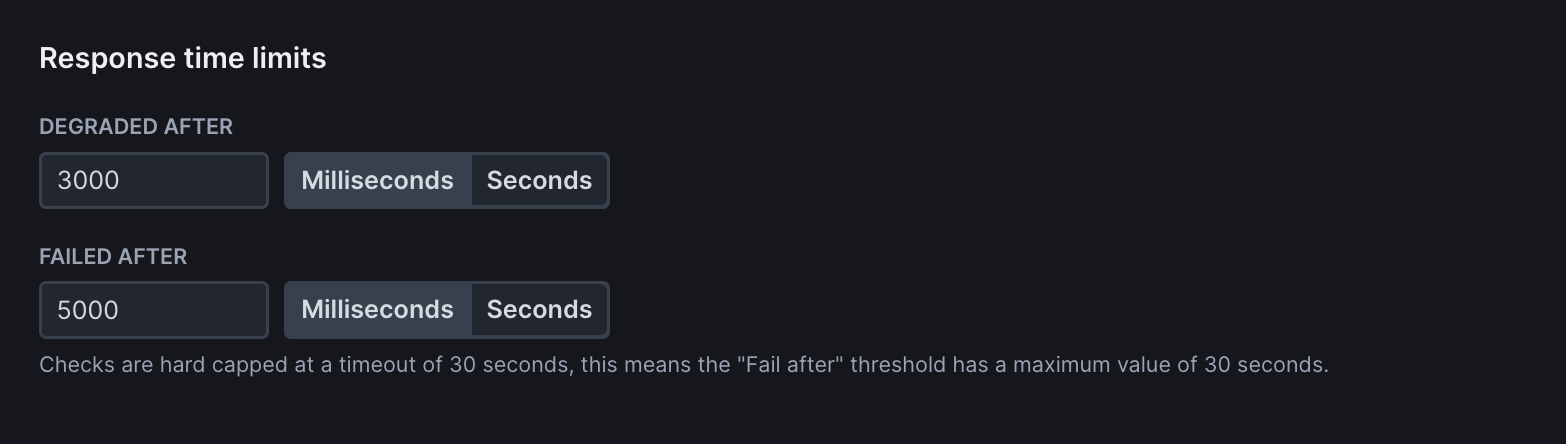 Response time limits
DEGRADED AFTER
3000 Milliseconds Seconds
FAILED AFTER
5000 Milliseconds Seconds
Checks are hard capped at a timeout of 30 seconds, this means the "Fail after" threshold has a maximum value of 30 seconds.